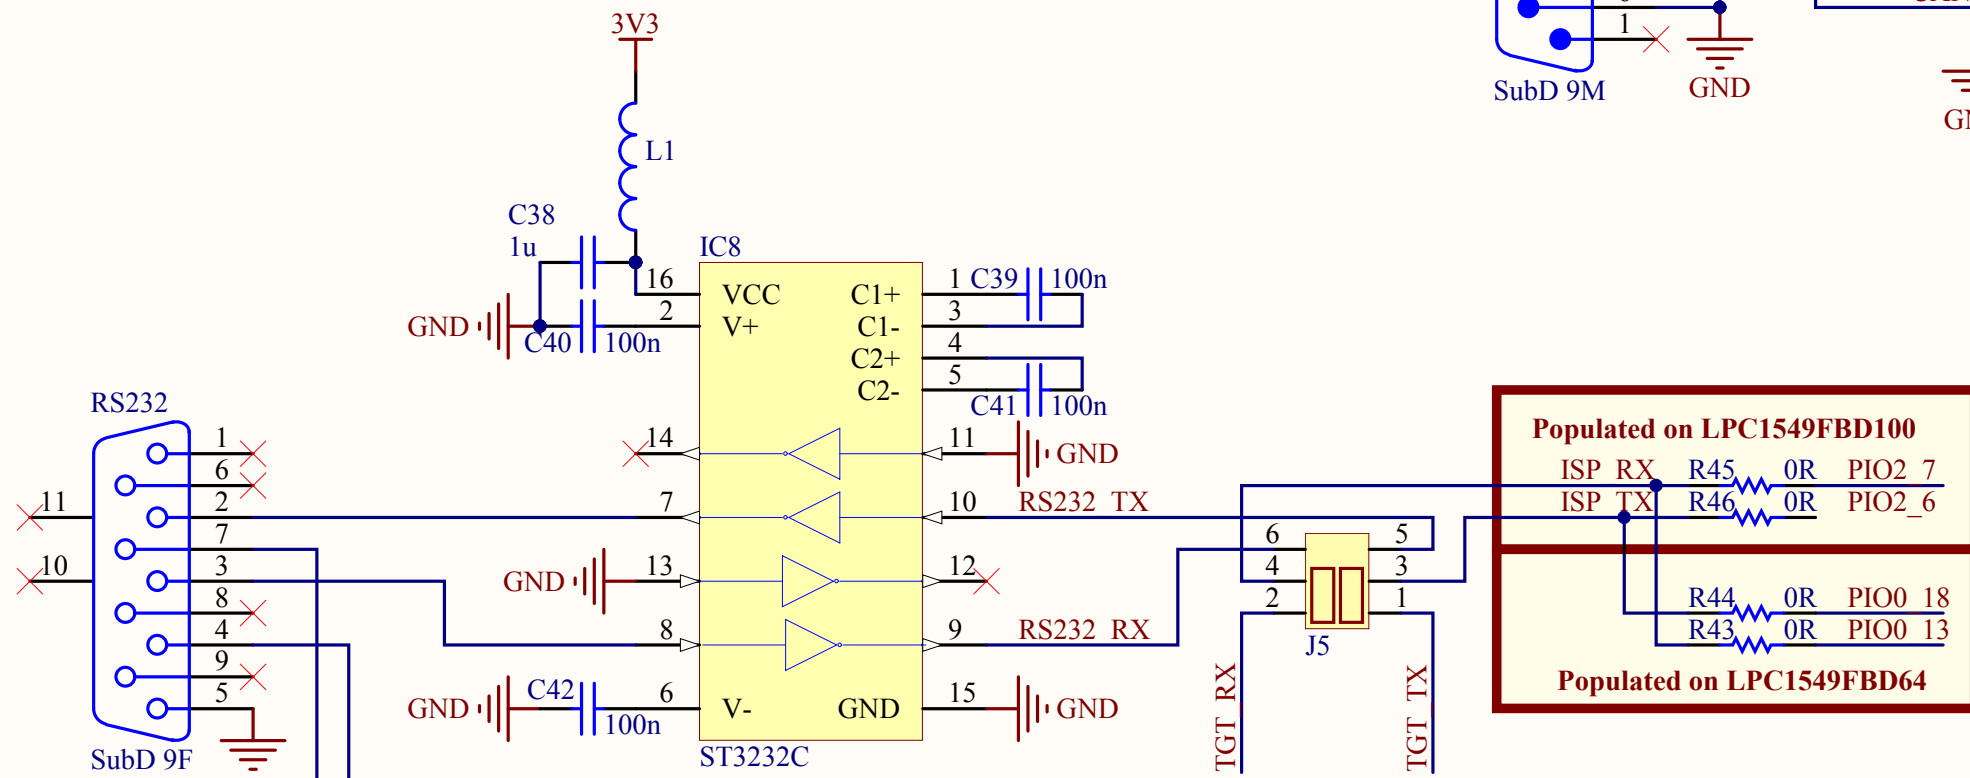 3V3
1
SubD 9M
GND
L1
C38
1u
IC8
16
VCC
C1+
1
C39
100n
GND
2
V+
C1-
3
C40
100n
C2+
4
C2-
5
C41
100n
RS232
1
14
11
GND
6
11
2
7
10
RS232_TX
7
10
3
GND
13
12
8
4
8
9
RS232_RX
9
5
GND
C42
100n
6
V-
GND
15
GND
SubD 9F
ST3232C
6
5
4
3
2
1
J5
TGT_RX
TGT_TX
Populated on LPC1549FBD100
ISP_RX
R45
0R
PIO2_7
ISP_TX
R46
0R
PIO2_6
R44
0R
PIO0_18
R43
0R
PIO0_13
Populated on LPC1549FBD64